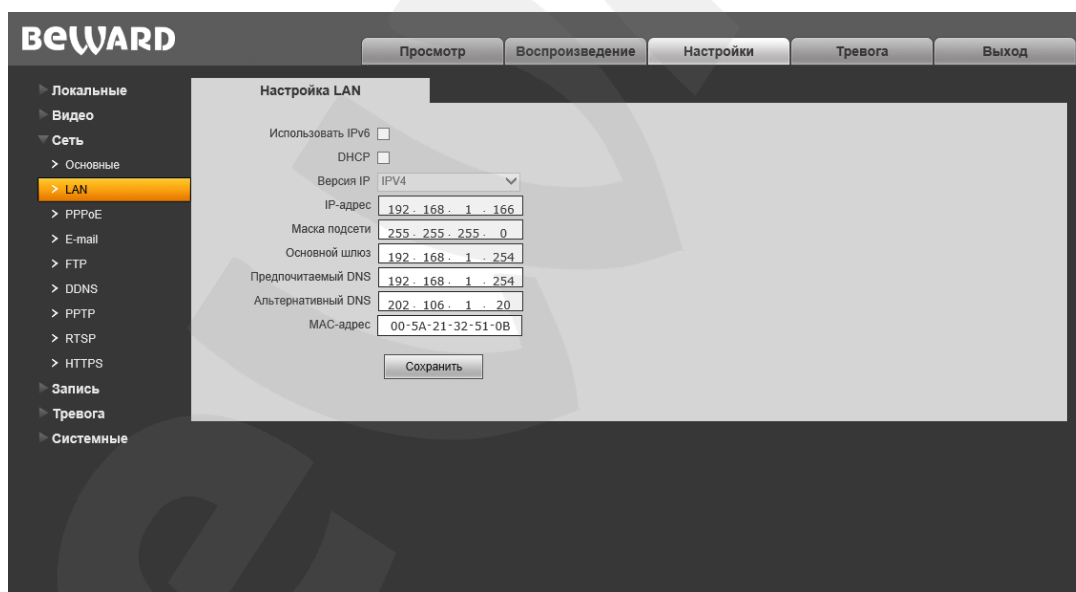 BEWARD
Просмотр Воспроизведение Настройки Тревога Выход
Локальные
Видео
Сеть
> Основные
> LAN
> PPPoE
> E-mail
> FTP
> DDNS
> PPTP
> RTSP
> HTTPS
Запись
Тревога
Системные
Настройка LAN
Использовать IPv6
DHCP
Версия IP IPV4
IP-адрес 192 . 168 . 1 . 166
Маска подсети 255 . 255 . 255 . 0
Основной шлюз 192 . 168 . 1 . 254
Предпочитаемый DNS 192 . 168 . 1 . 254
Альтернативный DNS 202 . 106 . 1 . 20
MAC-адрес 00-5A-21-32-51-0B
Сохранить